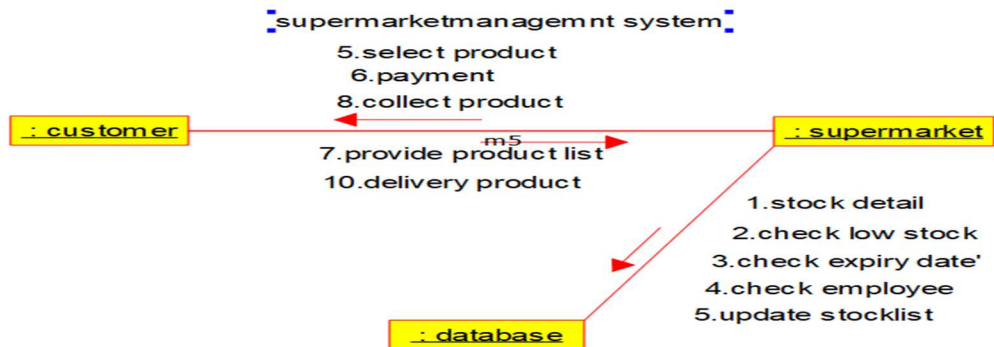 supermarketmanagemnt system
5.select product
6.payment
8.collect product
: customer
: supermarket
m5
7.provide product list
10.delivery product
1.stock detail
2.check low stock
3.check expiry date'
4.check employee
5.update stocklist
: database